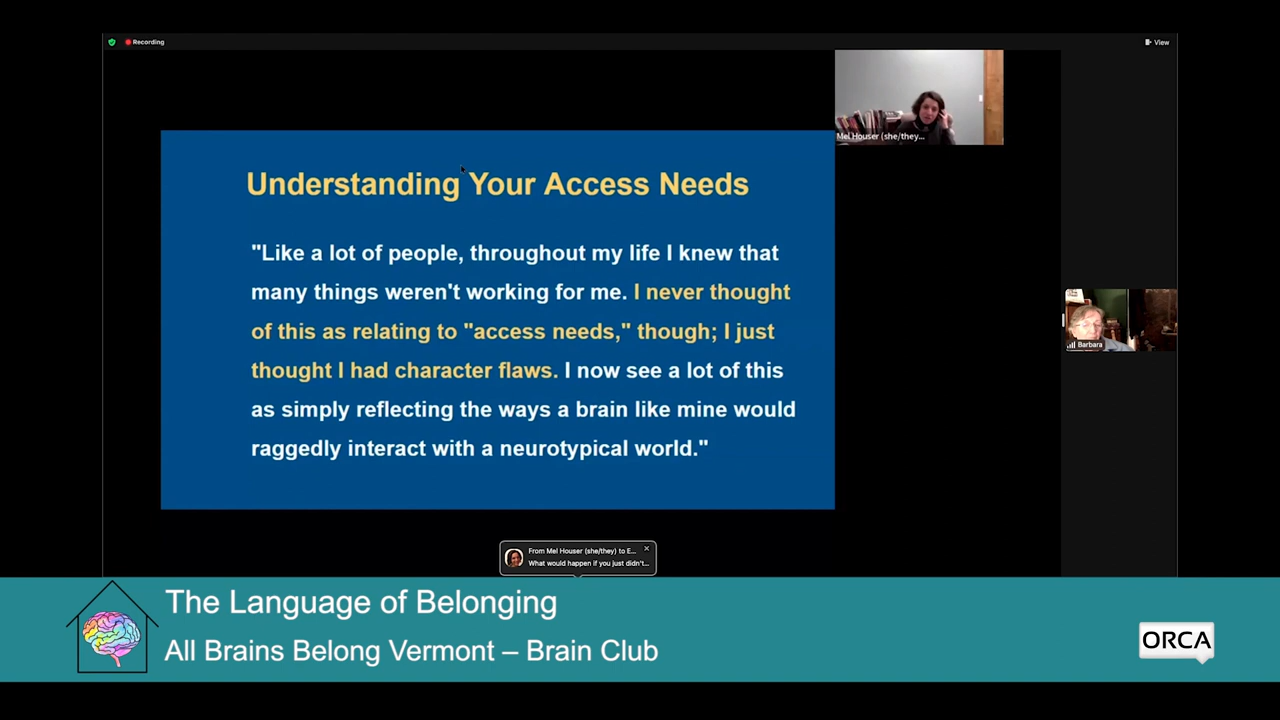 Recording
View
Mel Houser (she/they...
Understanding Your Access Needs
"Like a lot of people, throughout my life I knew that
many things weren't working for me. I never thought
of this as relating to "access needs," though; I just
thought I had character flaws. I now see a lot of this
as simply reflecting the ways a brain like mine would
raggedly interact with a neurotypical world."
Barbara
From Mel Houser (she/they) to E...
What would happen if you just didn't...
The Language of Belonging
All Brains Belong Vermont – Brain Club
ORCA